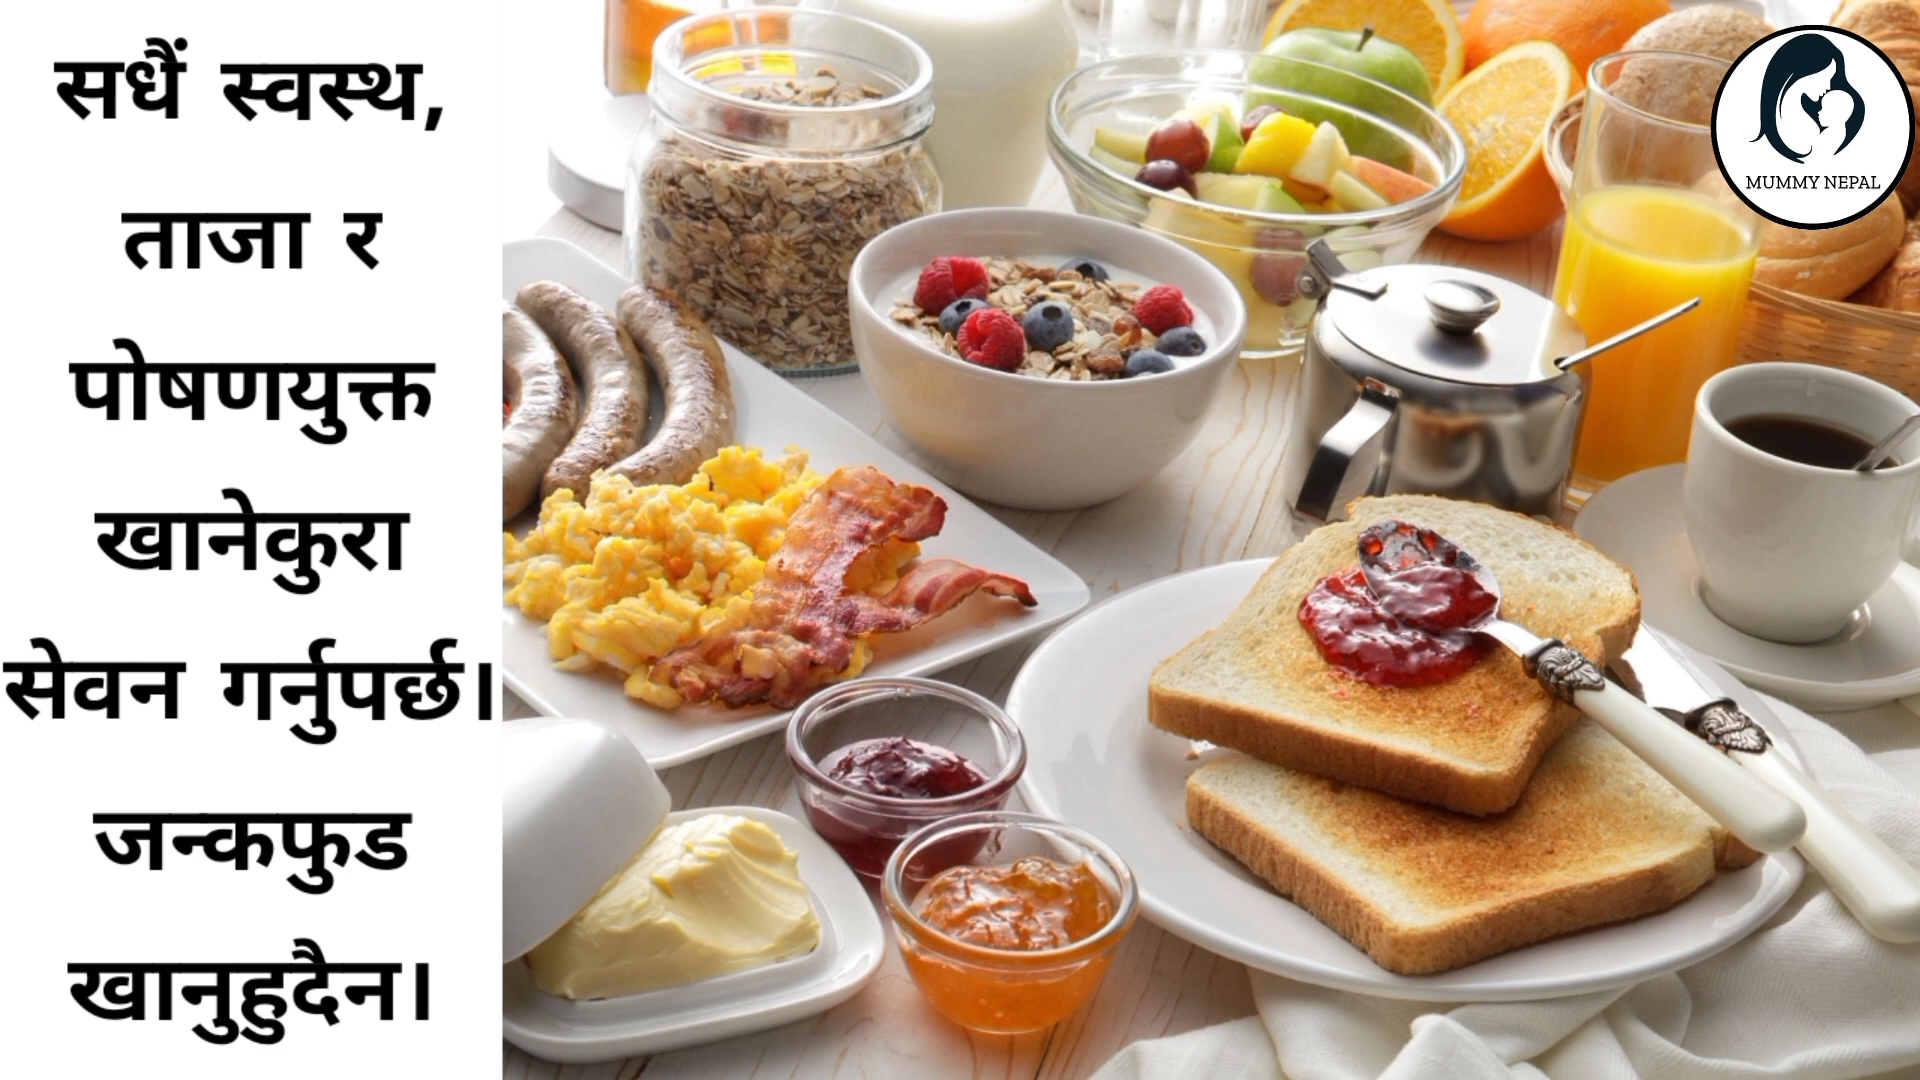 सधैं स्वस्थ,
ताजा र
पोषणयुक्त
खानेकुरा
सेवन गर्नुपर्छ।
जन्कफुड
खानुहुदैन।
MUMMY NEPAL